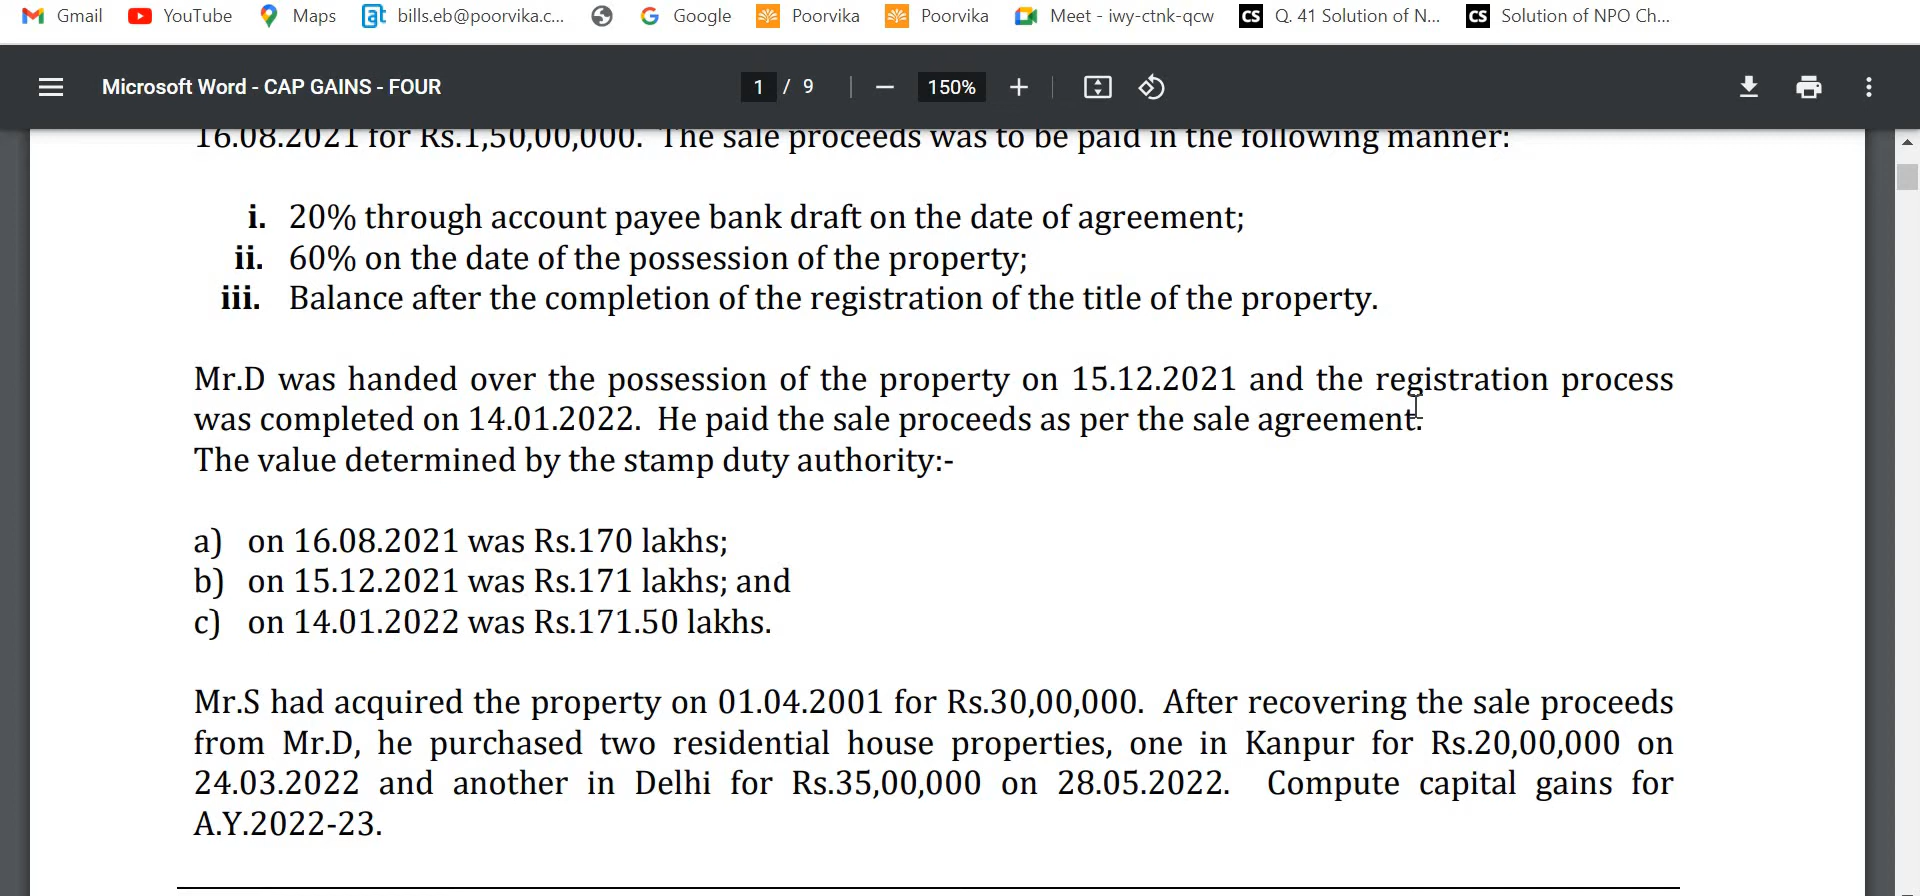 Gmail YouTube Maps bills.eb@poorvika.c... Google Poorvika Poorvika Meet - iwy-ctnk-qcw CS Q. 41 Solution of N... CS Solution of NPO Ch...
Microsoft Word - CAP GAINS - FOUR 1 / 9 150%
16.08.2021 for Rs.1,50,00,000. The sale proceeds was to be paid in the following manner:
i. 20% through account payee bank draft on the date of agreement;
ii. 60% on the date of the possession of the property;
iii. Balance after the completion of the registration of the title of the property.
Mr.D was handed over the possession of the property on 15.12.2021 and the registration process
was completed on 14.01.2022. He paid the sale proceeds as per the sale agreement.
The value determined by the stamp duty authority:-
a) on 16.08.2021 was Rs.170 lakhs;
b) on 15.12.2021 was Rs.171 lakhs; and
c) on 14.01.2022 was Rs.171.50 lakhs.
Mr.S had acquired the property on 01.04.2001 for Rs.30,00,000. After recovering the sale proceeds
from Mr.D, he purchased two residential house properties, one in Kanpur for Rs.20,00,000 on
24.03.2022 and another in Delhi for Rs.35,00,000 on 28.05.2022. Compute capital gains for
A.Y.2022-23.